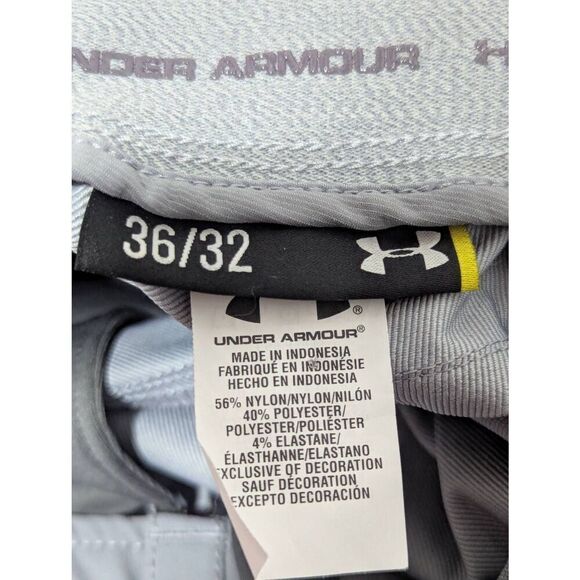 UNDER ARMOUR H
36/32
UNDER ARMOUR®
MADE IN INDONESIA
FABRIQUÉ EN INDONÉSIE
HECHO EN INDONESIA
56% NYLON/NYLON/NILÓN
40% POLYESTER/
POLYESTER/POLIÉSTER
4% ELASTANE/
ÉLASTHANNE/ELASTANO
EXCLUSIVE OF DECORATION
SAUF DÉCORATION
EXCEPTO DECORACIÓN